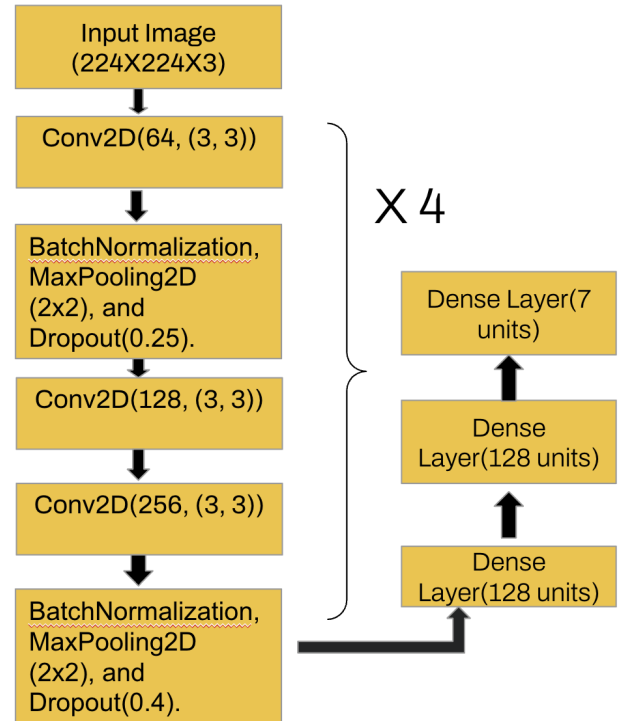 Input Image
(224X224X3)
Conv2D(64, (3, 3))
BatchNormalization,
MaxPooling2D
(2x2), and
Dropout(0.25).
Conv2D(128, (3, 3))
Conv2D(256, (3, 3))
BatchNormalization,
MaxPooling2D
(2x2), and
Dropout(0.4).
X 4
Dense Layer(7
units)
Dense
Layer(128 units)
Dense
Layer(128 units)